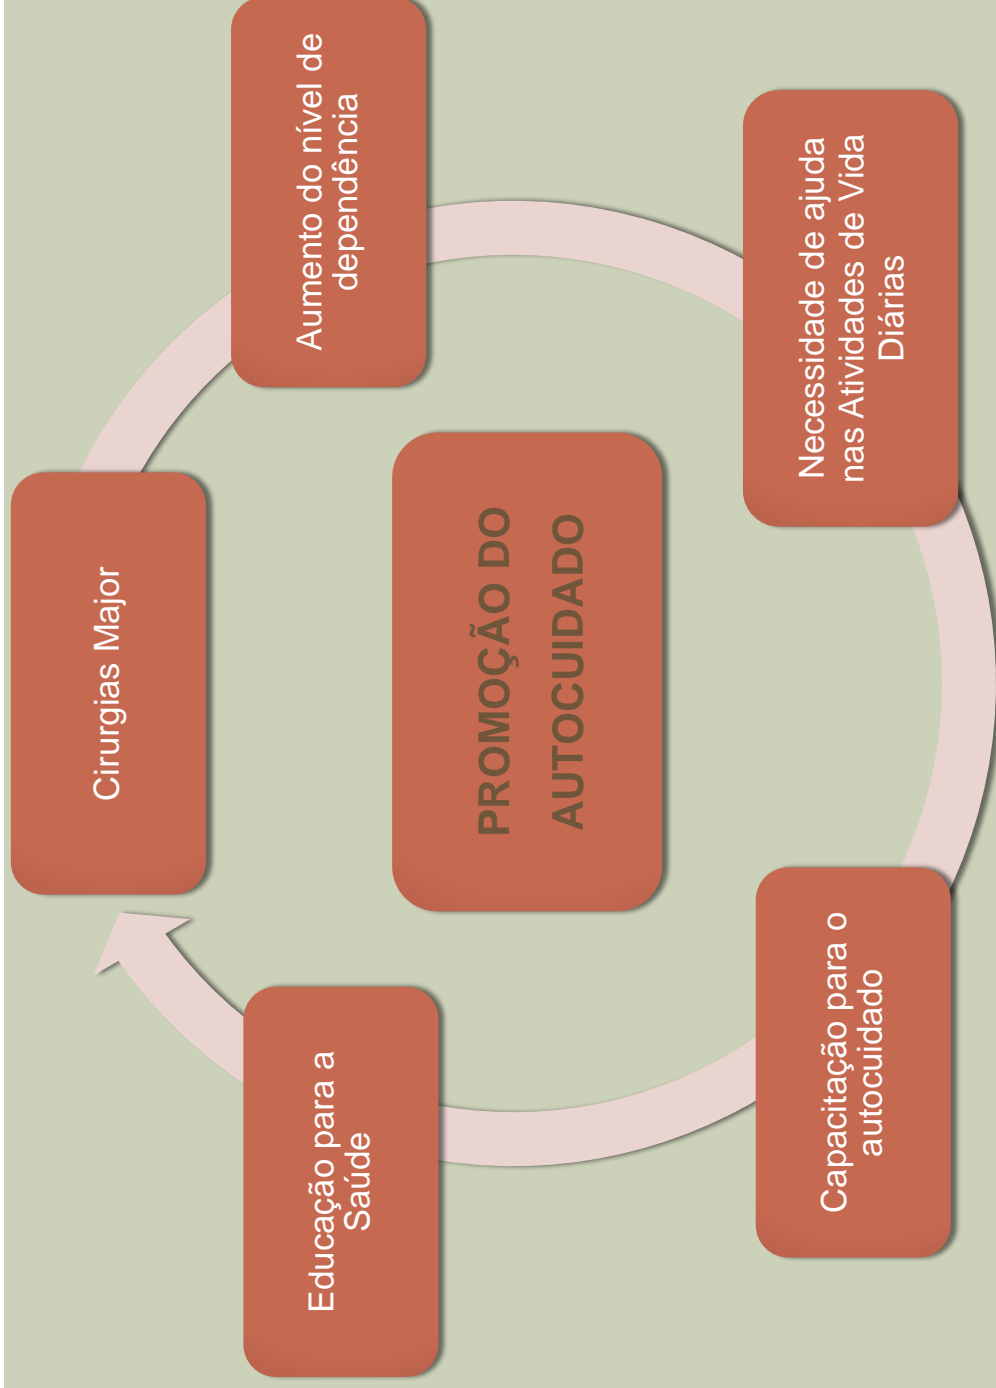 Cirurgias Major
Aumento do nível de
dependência
Necessidade de ajuda
nas Atividades de Vida
Diárias
Capacitação para o
autocuidado
Educação para a
Saúde
PROMOÇÃO DO
AUTOCUIDADO